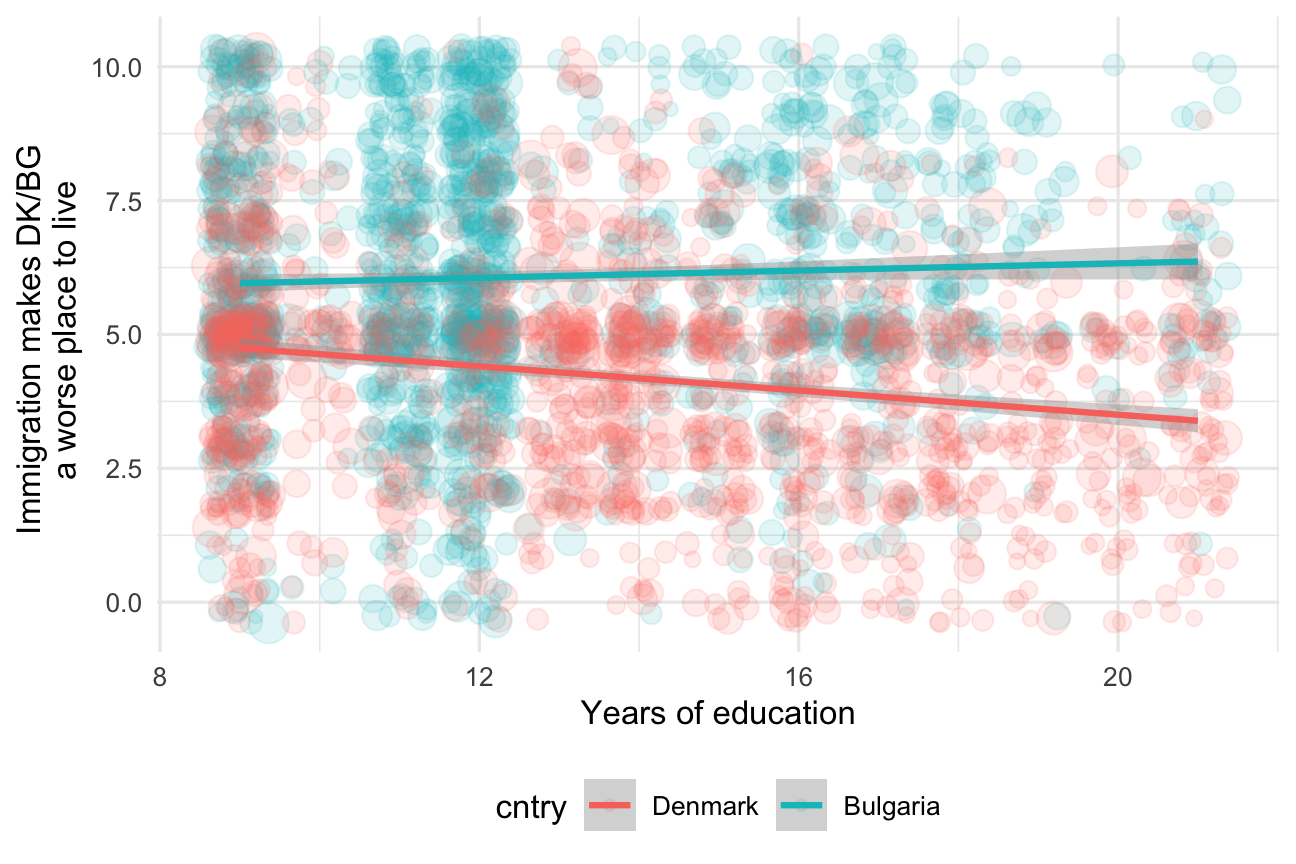 Immigration makes DK/BG
a worse place to live
10.0
7.5
5.0
2.5
0.0
8 12 16 20
Years of education
cntry Denmark Bulgaria